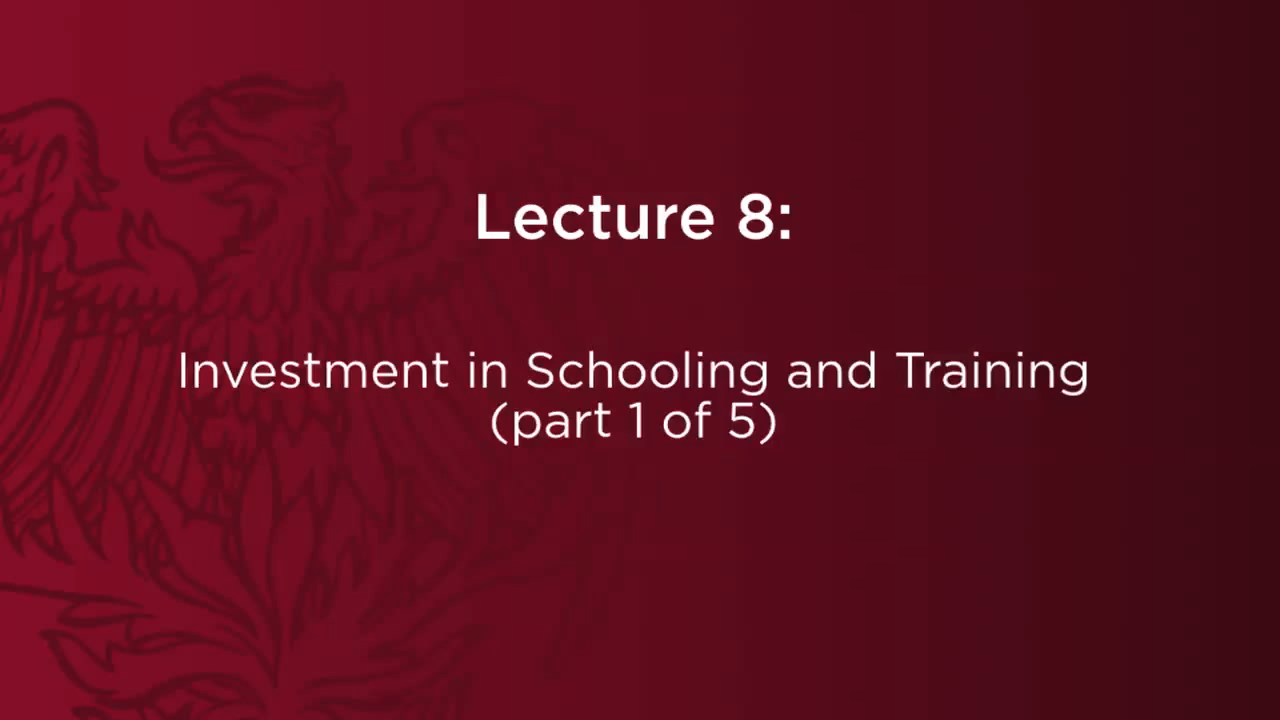 Lecture 8:
Investment in Schooling and Training
(part 1 of 5)